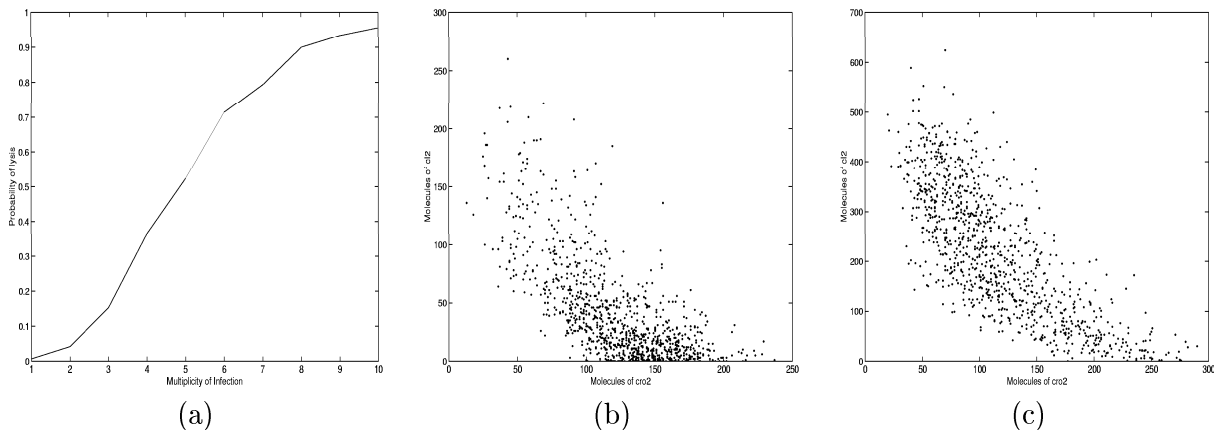 1
0.9
0.8
0.7
0.6
0.5
0.4
0.3
0.2
0.1
0
Probability of lysis
1 2 3 4 5 6 7 8 9 10
Multiplicity of Infection
(a)
300
250
200
150
100
50
0
Molecules o' cI2
0 50 100 150 200 250
Molecules of cro2
(b)
700
600
500
400
300
200
100
0
Molecules o' cI2
0 50 100 150 200 250 300
Molecules of cro2
(c)